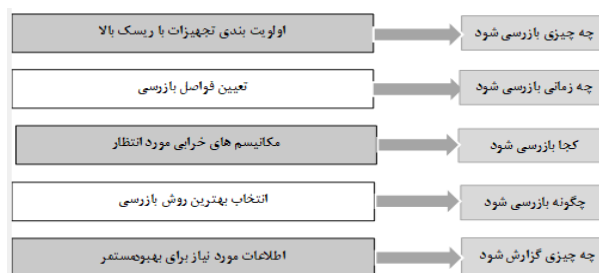 اولویت بندی تجهیزات با ریسک بالا
چه چیزی بازرسی شود
تعیین فواصل بازرسی
چه زمانی بازرسی شود
مکانیسم های خرابی مورد انتظار
کجا بازرسی شود
انتخاب بهترین روش بازرسی
چگونه بازرسی شود
اطلاعات مورد نیاز برای بهبودمستمر
چه چیزی گزارش شود